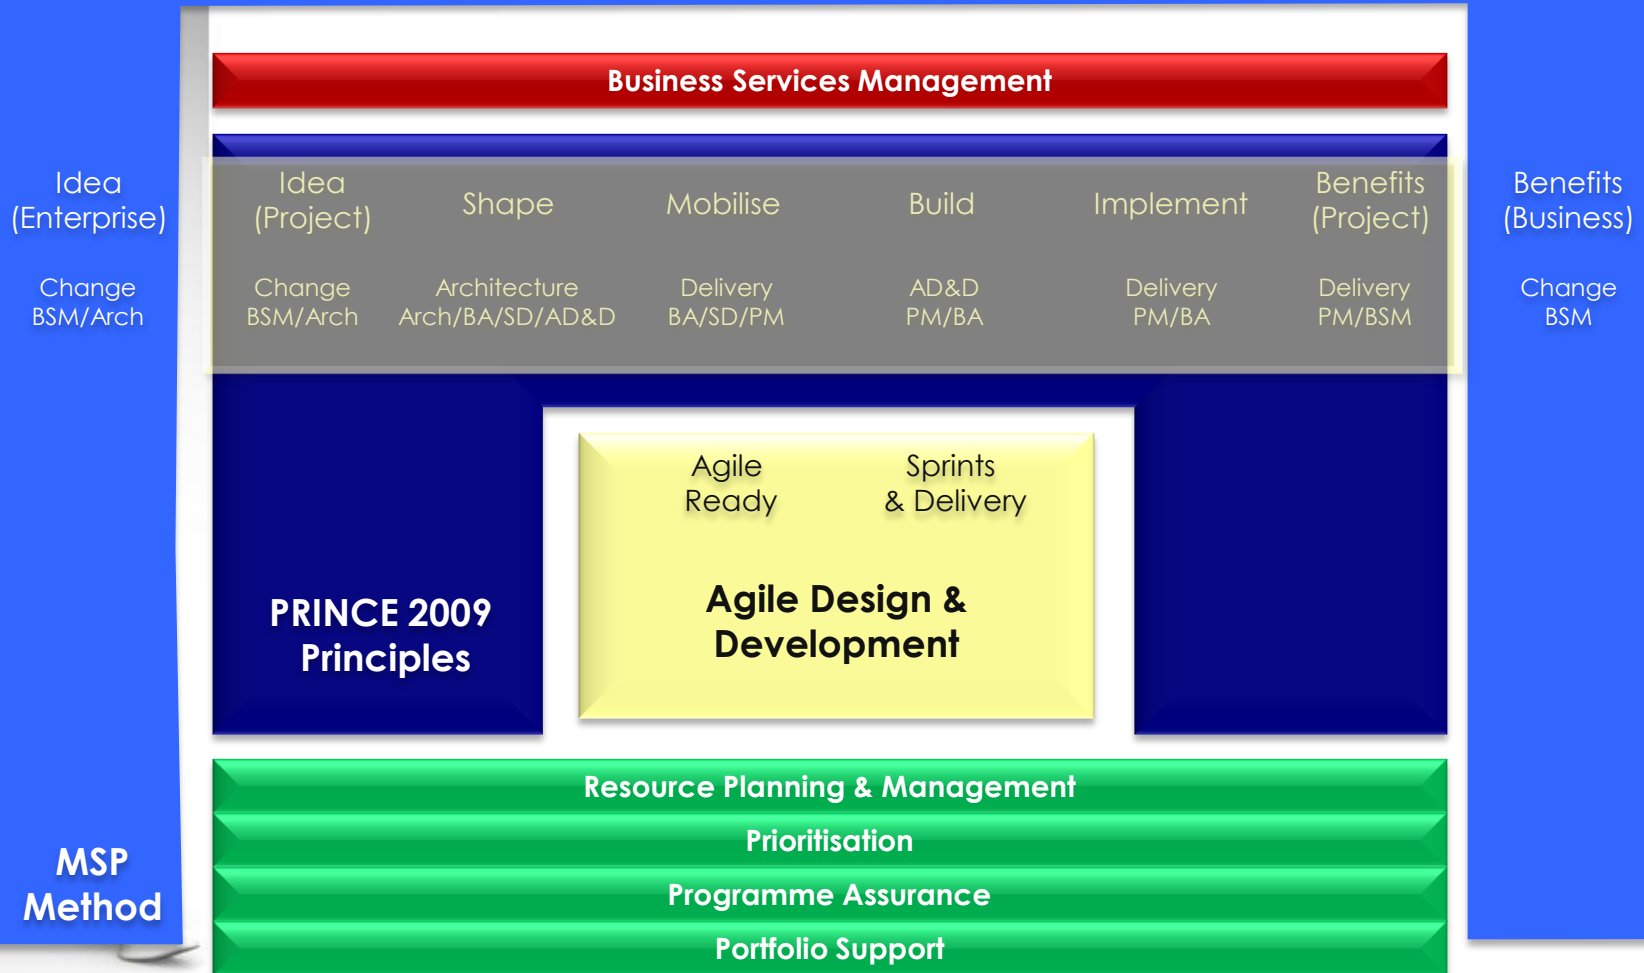 Business Services Management
Idea
(Enterprise)
Change
BSM/Arch
Idea
(Project)
Change
BSM/Arch
Shape
Architecture
Arch/BA/SD/AD&D
Mobilise
Delivery
BA/SD/PM
Build
AD&D
PM/BA
Implement
Delivery
PM/BA
Benefits
(Project)
Delivery
PM/BSM
Benefits
(Business)
Change
BSM
Agile
Ready
Sprints
& Delivery
PRINCE 2009
Principles
Agile Design &
Development
Resource Planning & Management
Prioritisation
Programme Assurance
Portfolio Support
MSP
Method